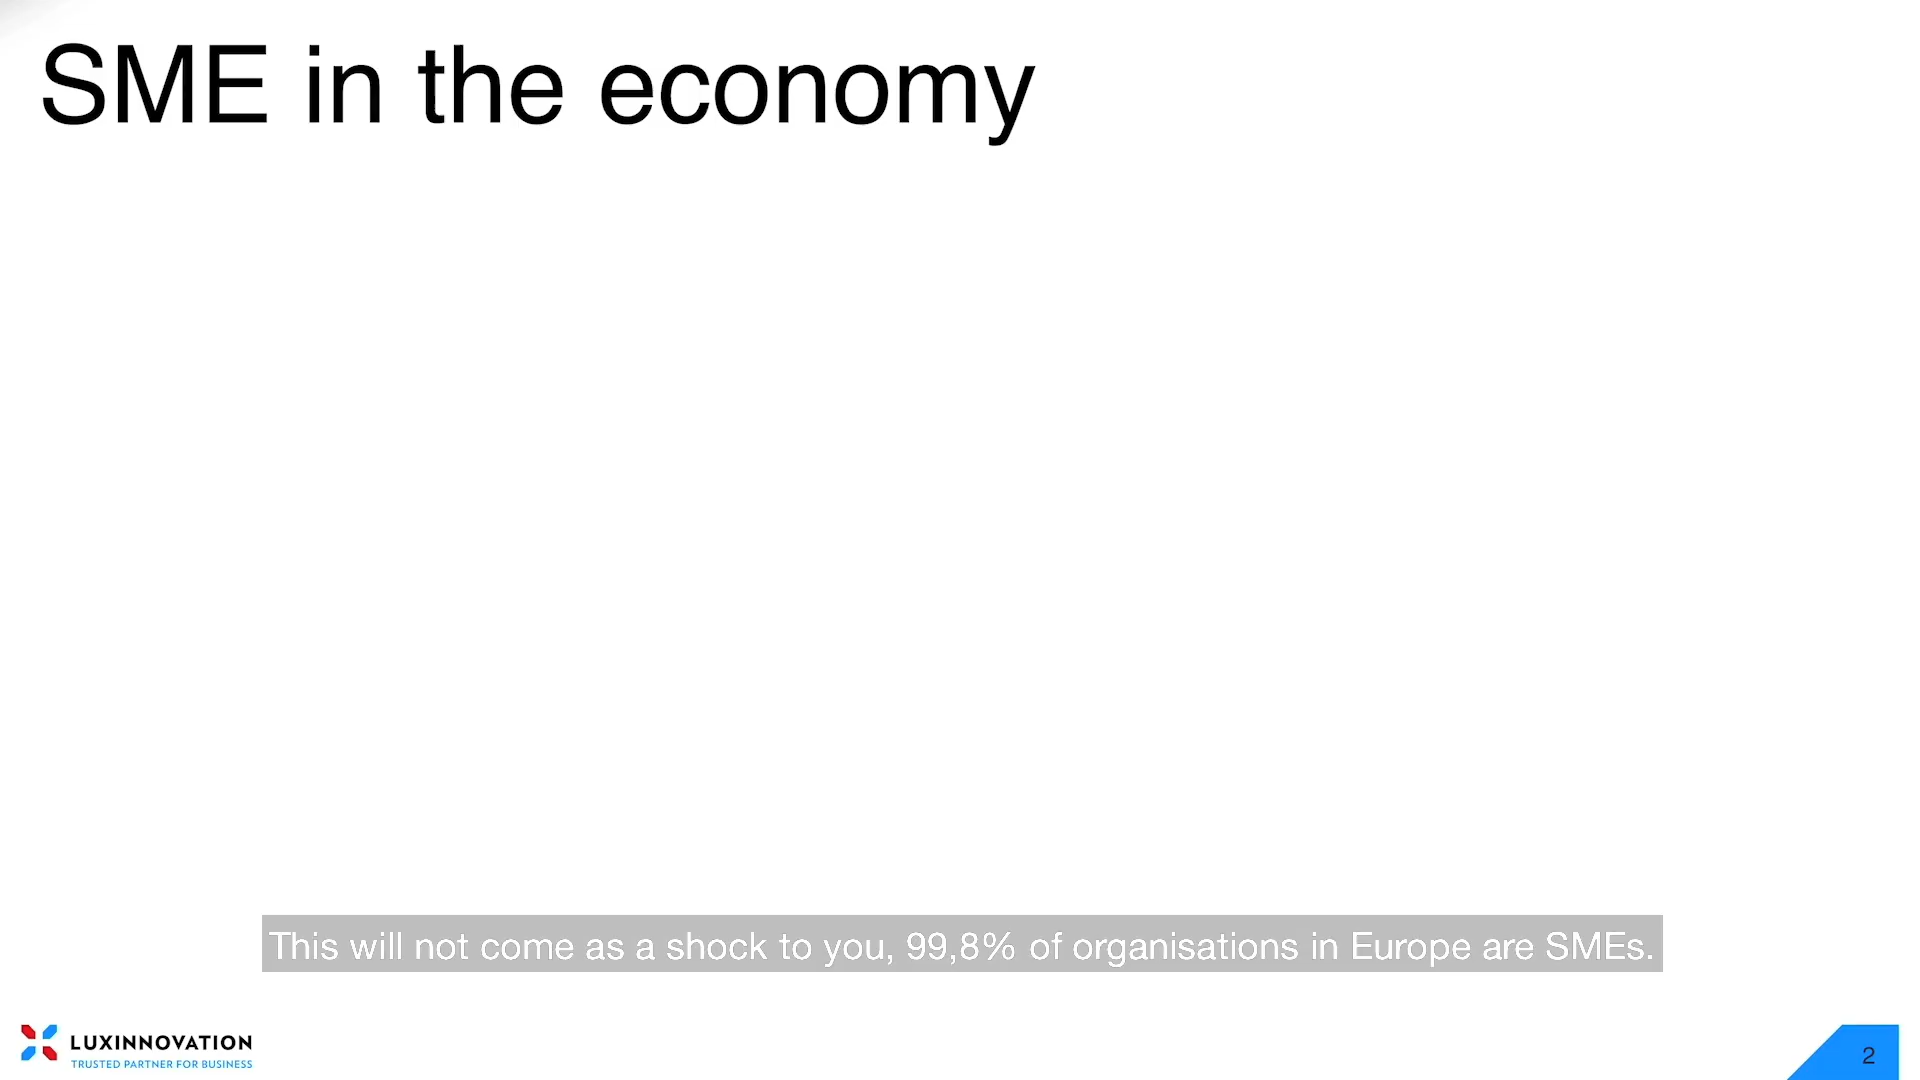 SME in the economy
This will not come as a shock to you, 99,8% of organisations in Europe are SMEs.
LUXINNOVATION
TRUSTED PARTNER FOR BUSINESS
2